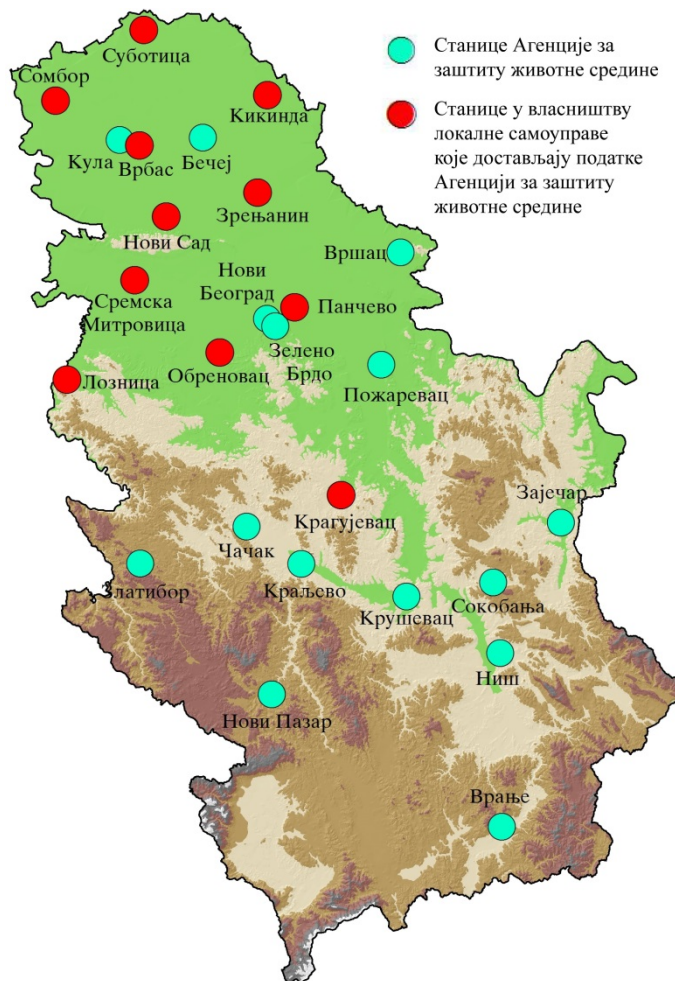 Суботица
Станице Агенције за
заштиту животне средине
Сомбор
Кикинда
Станице у власништву
локалне самоуправе
које достављају податке
Агенцији за заштиту
животне средине
Кула
Врбас
Бечеј
Зрењанин
Нови Сад
Вршац
Нови
Београд
Сремска
Митровица
Панчево
Зелено
Брдо
Обреновац
Лозница
Пожаревац
Крагујевац
Зајечар
Чачак
Златибор
Краљево
Крушевац
Сокобања
Ниш
Нови Пазар
Врање